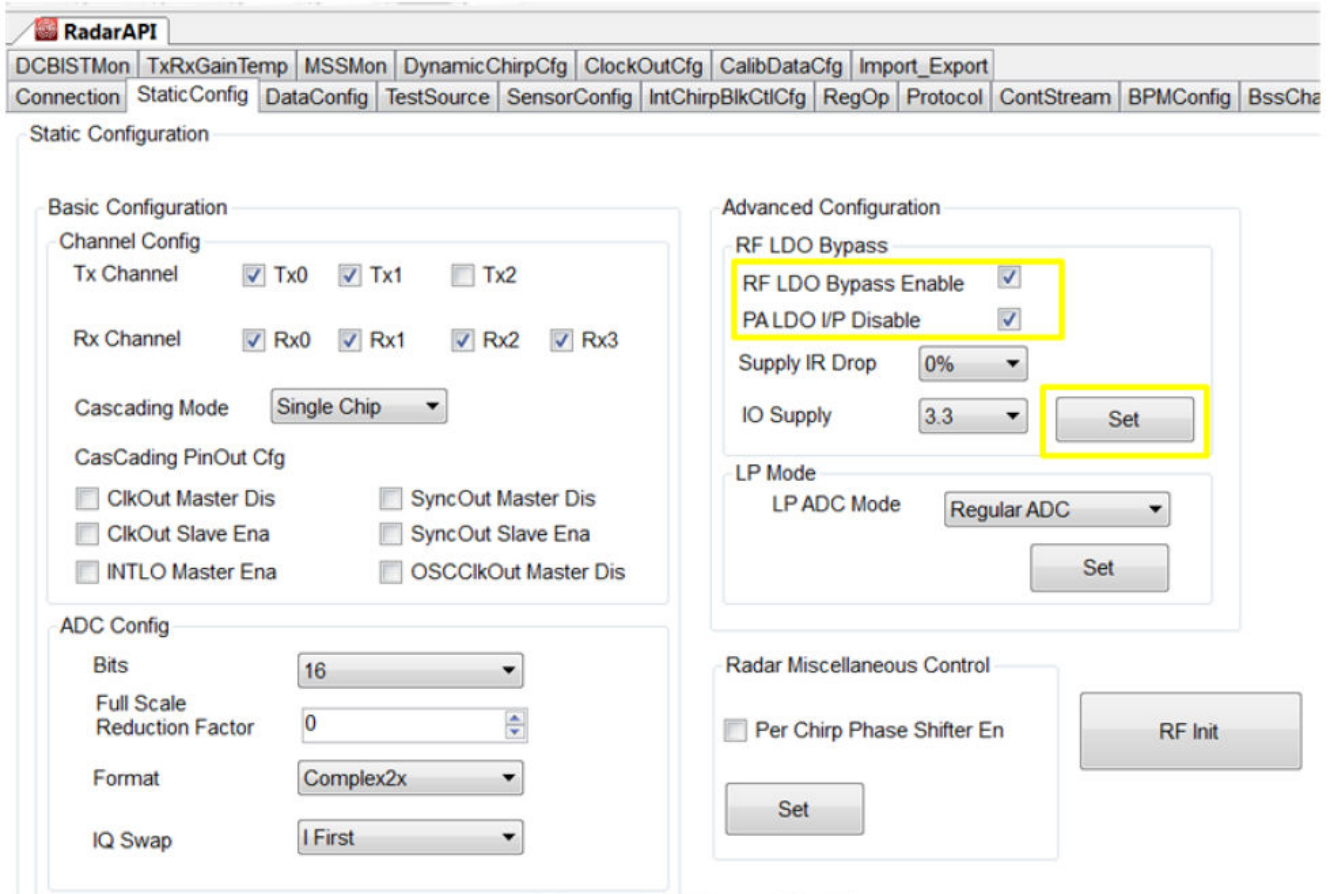 RadarAPI
DCBISTMon TxRxGainTemp MSSMon DynamicChirpCfg ClockOutCfg CalibDataCfg Import_Export
Connection StaticConfig DataConfig TestSource SensorConfig IntChirpBlkCtlCfg RegOp Protocol ContStream BPMConfig BssCha
Static Configuration
Basic Configuration
Channel Config
Tx Channel Tx0 Tx1 Tx2
Rx Channel Rx0 Rx1 Rx2 Rx3
Cascading Mode Single Chip
CasCading PinOut Cfg
ClkOut Master Dis SyncOut Master Dis
ClkOut Slave Ena SyncOut Slave Ena
INTLO Master Ena OSCClkOut Master Dis
ADC Config
Bits 16
Full Scale
Reduction Factor 0
Format Complex2x
IQ Swap I First
Advanced Configuration
RF LDO Bypass
RF LDO Bypass Enable
PA LDO I/P Disable
Supply IR Drop 0%
IO Supply 3.3 Set
LP Mode
LP ADC Mode Regular ADC
Set
Radar Miscellaneous Control
Per Chirp Phase Shifter En
Set
RF Init